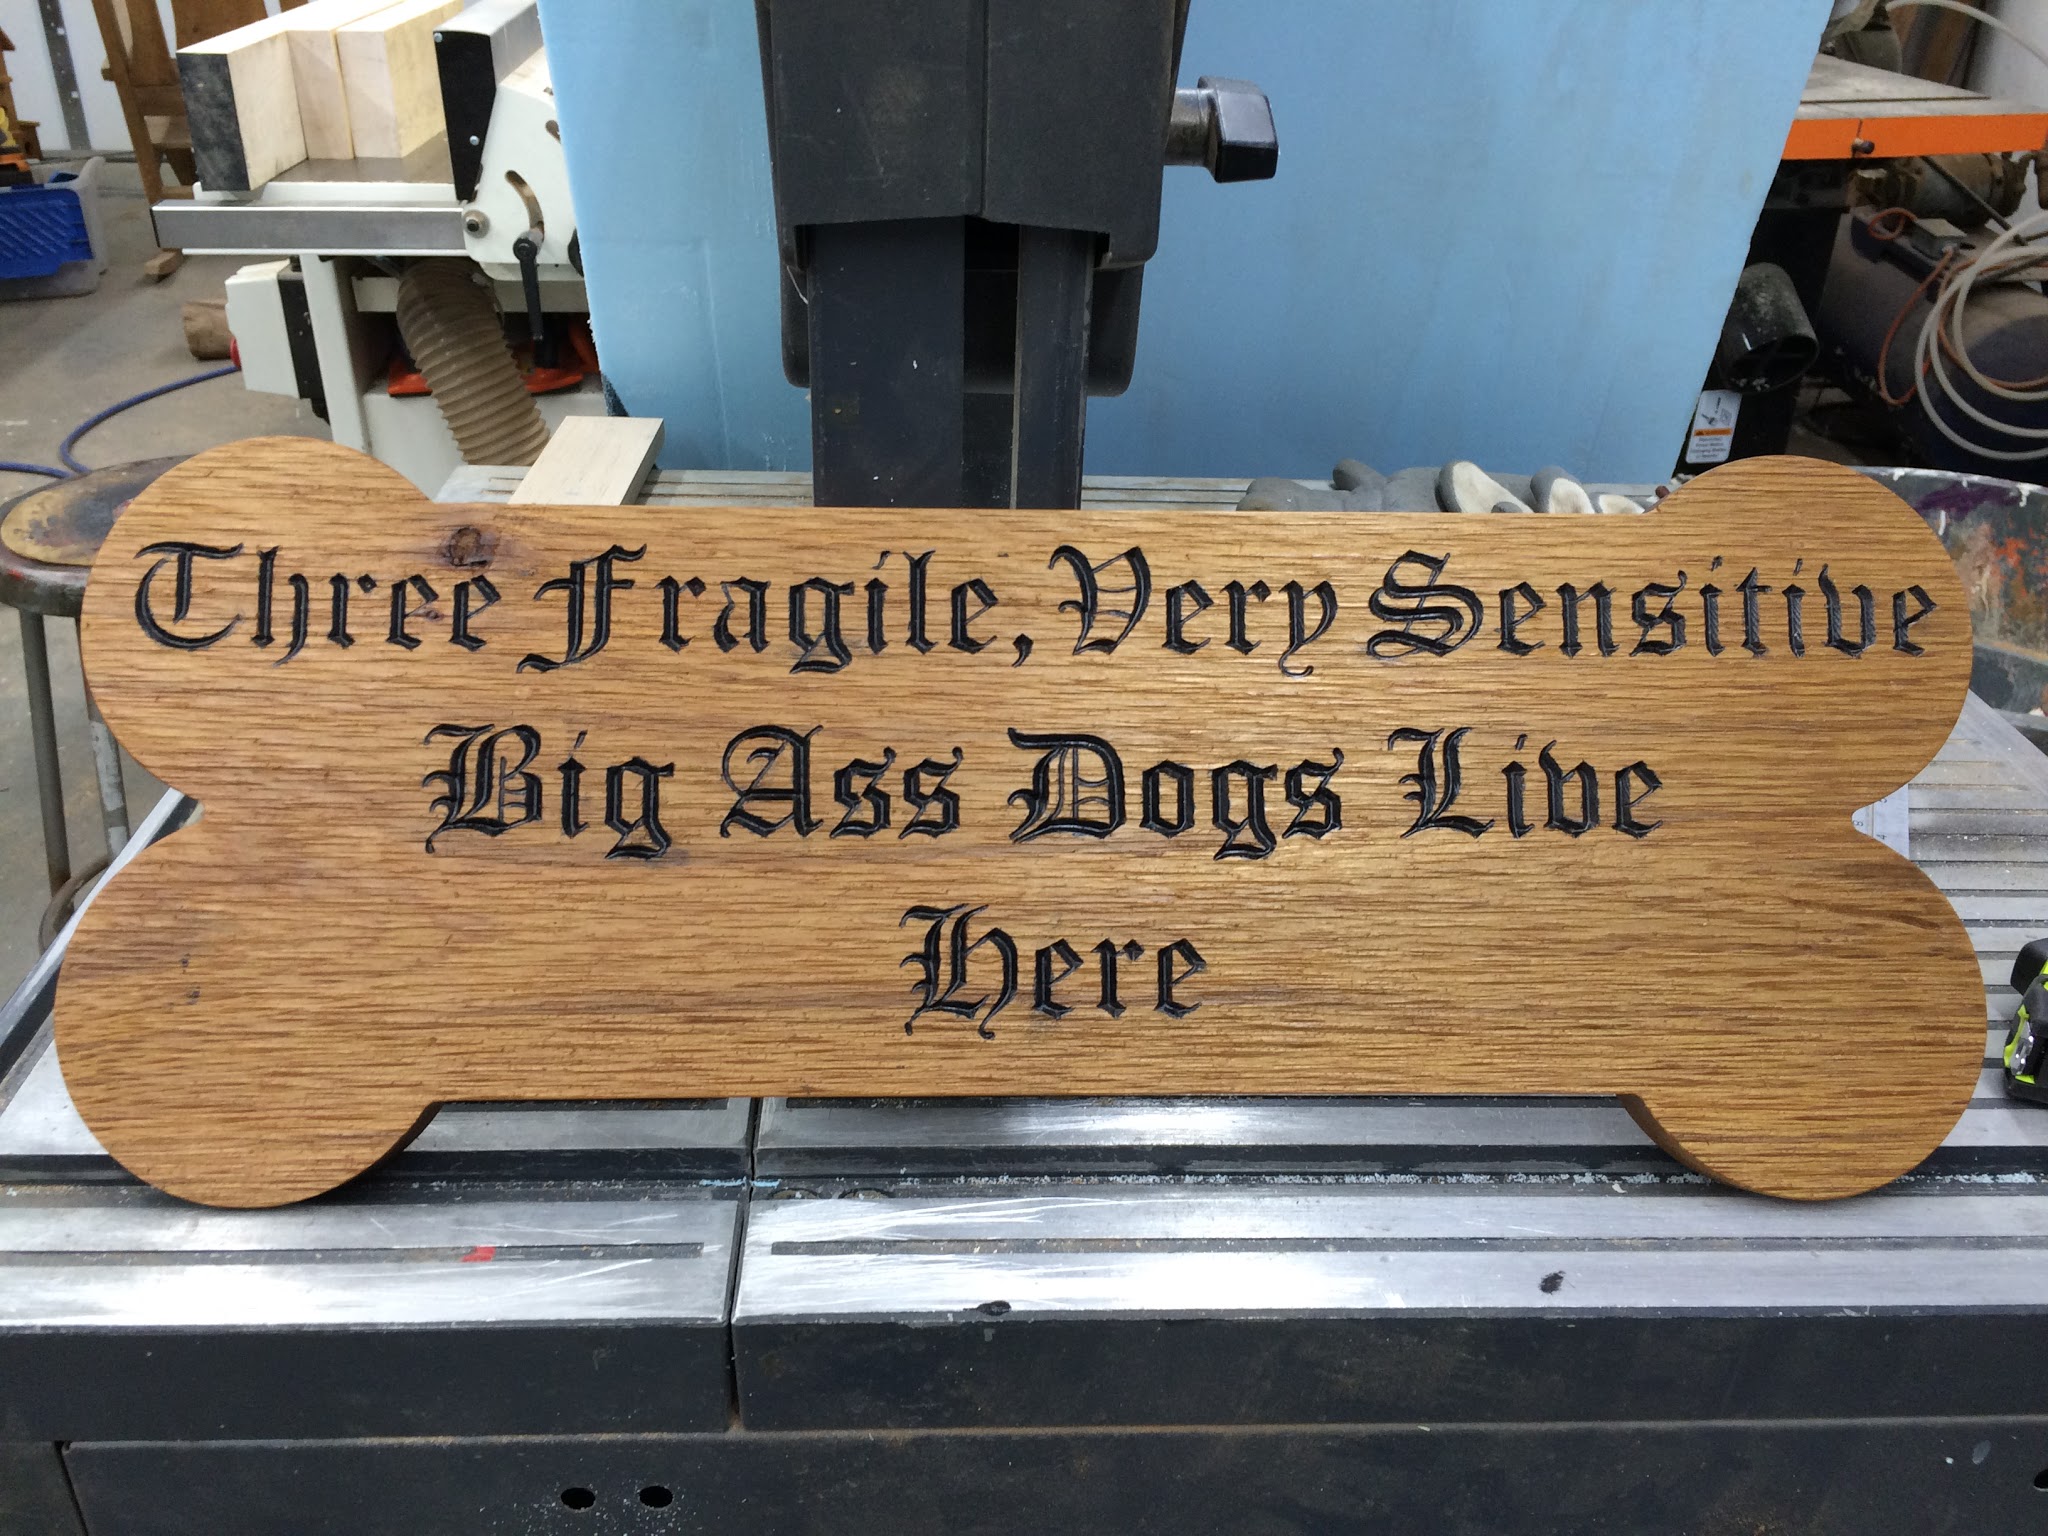 Three Fragile, Very Sensitive
Big Ass Dogs Live
Here